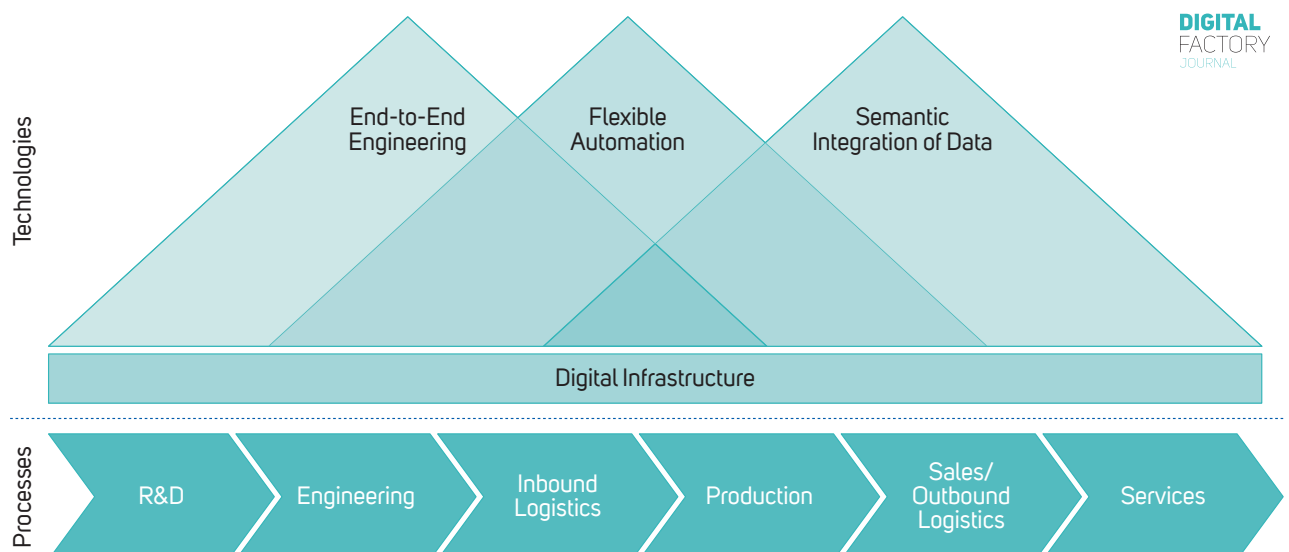 DIGITAL
FACTORY
JOURNAL
Technologies
End-to-End
Engineering
Flexible
Automation
Semantic
Integration of Data
Digital Infrastructure
Processes
R&D
Engineering
Inbound
Logistics
Production
Sales/
Outbound
Logistics
Services